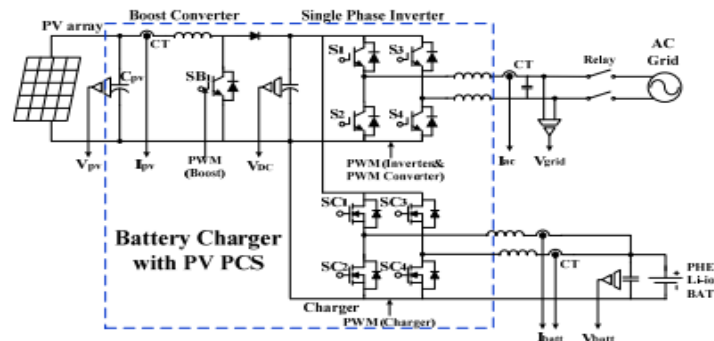 Boost Converter
Single Phase Inverter
PV array
AC
Grid
CT
S1
S3
CT
Relay
Cpv
SB
S2
S4
Vpv
Ipv
PWM
(Boost)
VDC
PWM (Inverter&
PWM Converter)
Iac
Vgrid
SC1
SC3
Battery Charger
with PV PCS
SC2
SC4
CT
PHE
Li-io
BAT
Charger
PWM (Charger)
Ibatt
Vbatt